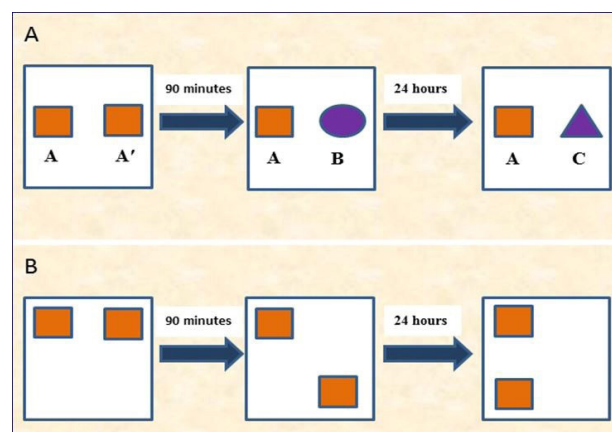 A
90 minutes
24 hours
A A′
A B
A C
B
90 minutes
24 hours